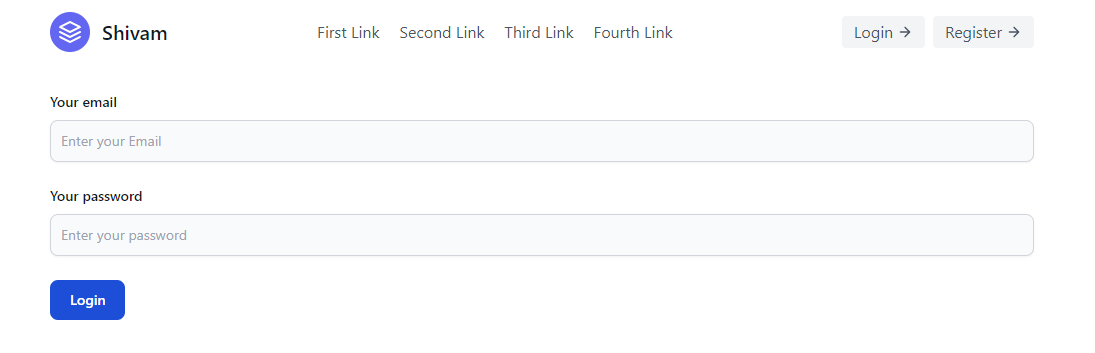 Shivam First Link Second Link Third Link Fourth Link Login → Register →
Your email
Enter your Email
Your password
Enter your password
Login